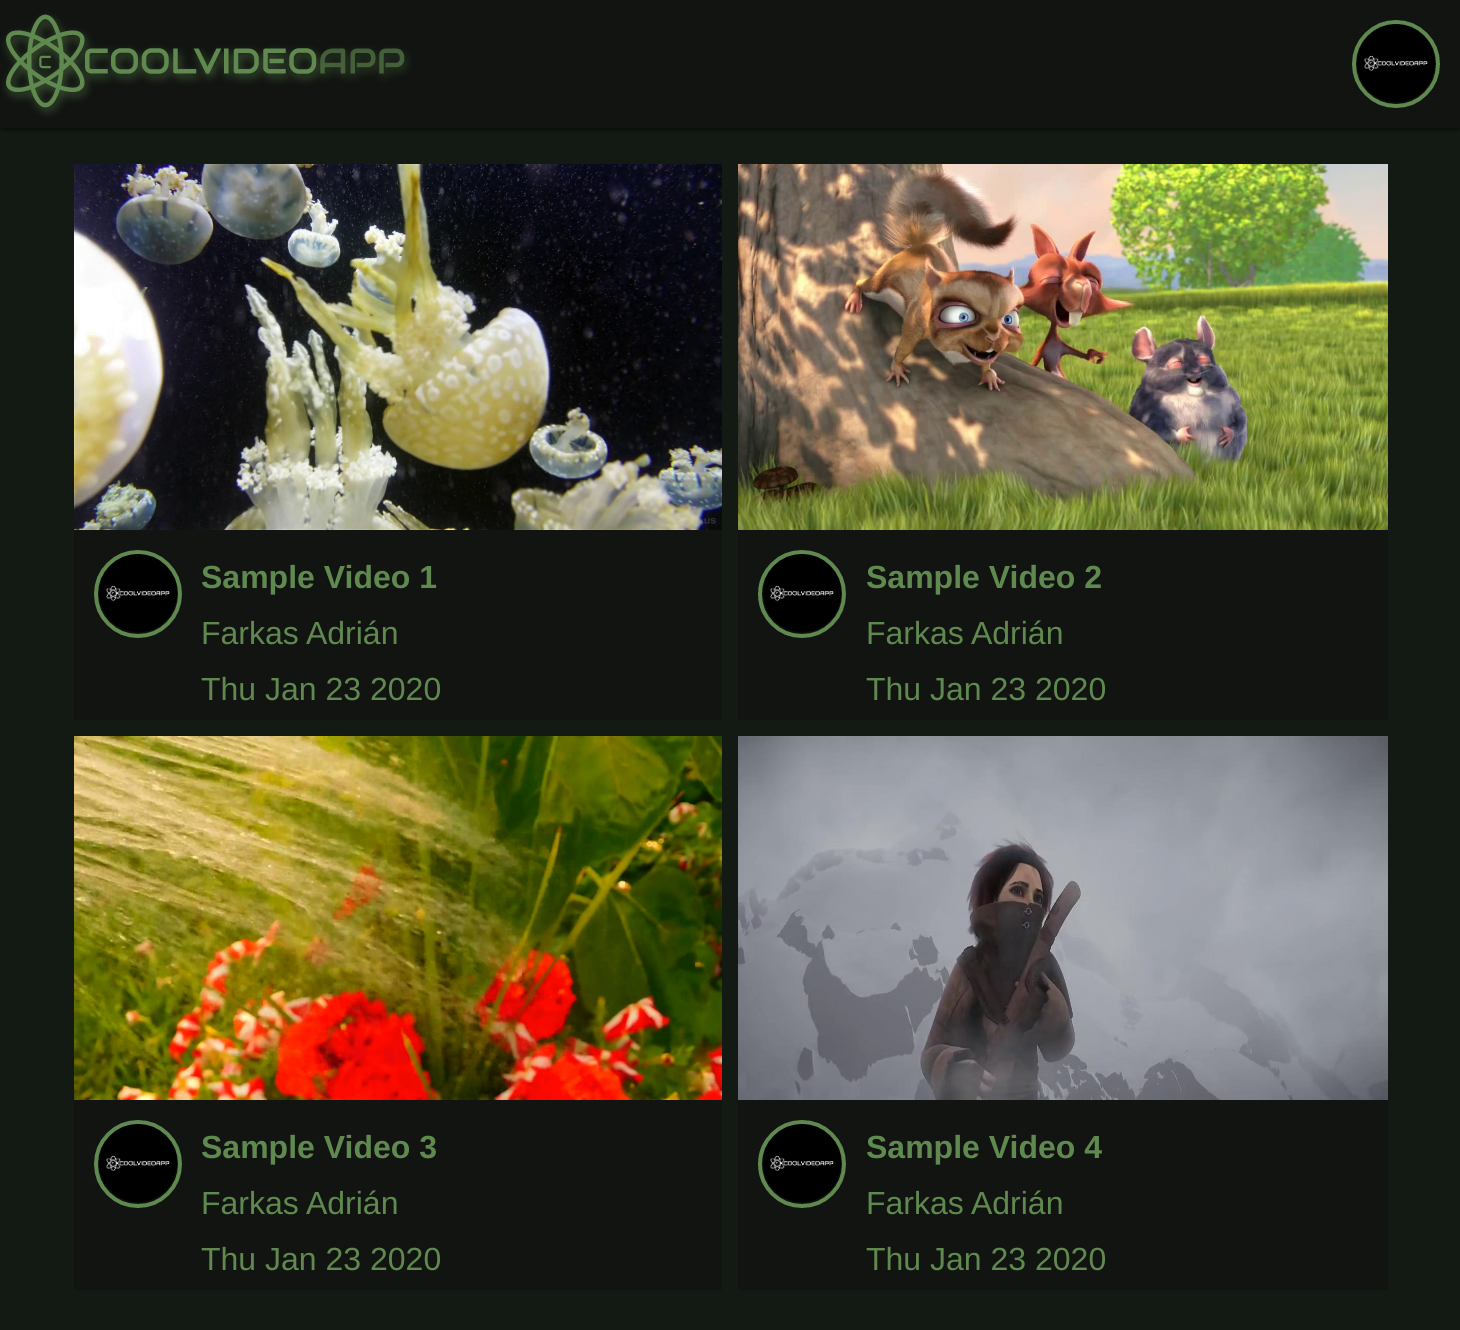 C COOLVIDEOAPP
COOLVIDEOAPP
us
COOLVIDEOAPP
Sample Video 1
Farkas Adrián
Thu Jan 23 2020
COOLVIDEOAPP
Sample Video 2
Farkas Adrián
Thu Jan 23 2020
COOLVIDEOAPP
Sample Video 3
Farkas Adrián
Thu Jan 23 2020
COOLVIDEOAPP
Sample Video 4
Farkas Adrián
Thu Jan 23 2020